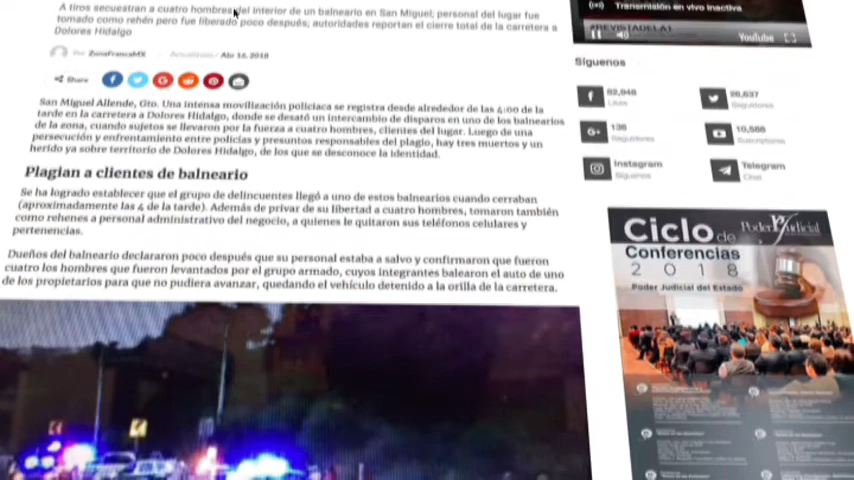 A tiros secuestran a cuatro hombres del interior de un balneario en San Miguel; personal del lugar fue
tomado como rehén pero fue liberado poco después; autoridades reportan el cierre total de la carretera a
Dolores Hidalgo
Por ZonaFrancaMX Actualizado Abr 16, 2018
Share
San Miguel Allende, Gto. Una intensa movilización policiaca se registra desde alrededor de las 4:00 de la
tarde en la carretera a Dolores Hidalgo, donde se desató un intercambio de disparos en uno de los balnearios
de la zona, cuando sujetos se llevaron por la fuerza a cuatro hombres, clientes del lugar. Luego de una
persecución y enfrentamiento entre policías y presuntos responsables del plagio, hay tres muertos y un
herido ya sobre territorio de Dolores Hidalgo, de los que se desconoce la identidad.
Plagian a clientes de balneario
Se ha logrado establecer que el grupo de delincuentes llegó a uno de estos balnearios cuando cerraban
(aproximadamente las 4 de la tarde). Además de privar de su libertad a cuatro hombres, tomaron también
como rehenes a personal administrativo del negocio, a quienes le quitaron sus teléfonos celulares y
pertenencias.
Dueños del balneario declararon poco después que su personal estaba a salvo y confirmaron que fueron
cuatro los hombres que fueron levantados por el grupo armado, cuyos integrantes balearon el auto de uno
de los propietarios para que no pudiera avanzar, quedando el vehículo detenido a la orilla de la carretera.
Transmisión en vivo inactiva
#REVISTADELA1
YouTube
Síguenos
62,948
Likes
26,637
Seguidores
136
Seguidores
10,568
Suscriptores
Instagram
Síguenos
Telegram
Chat
Ciclo de
Conferencias
2018
Poder Judicial
Poder Judicial del Estado